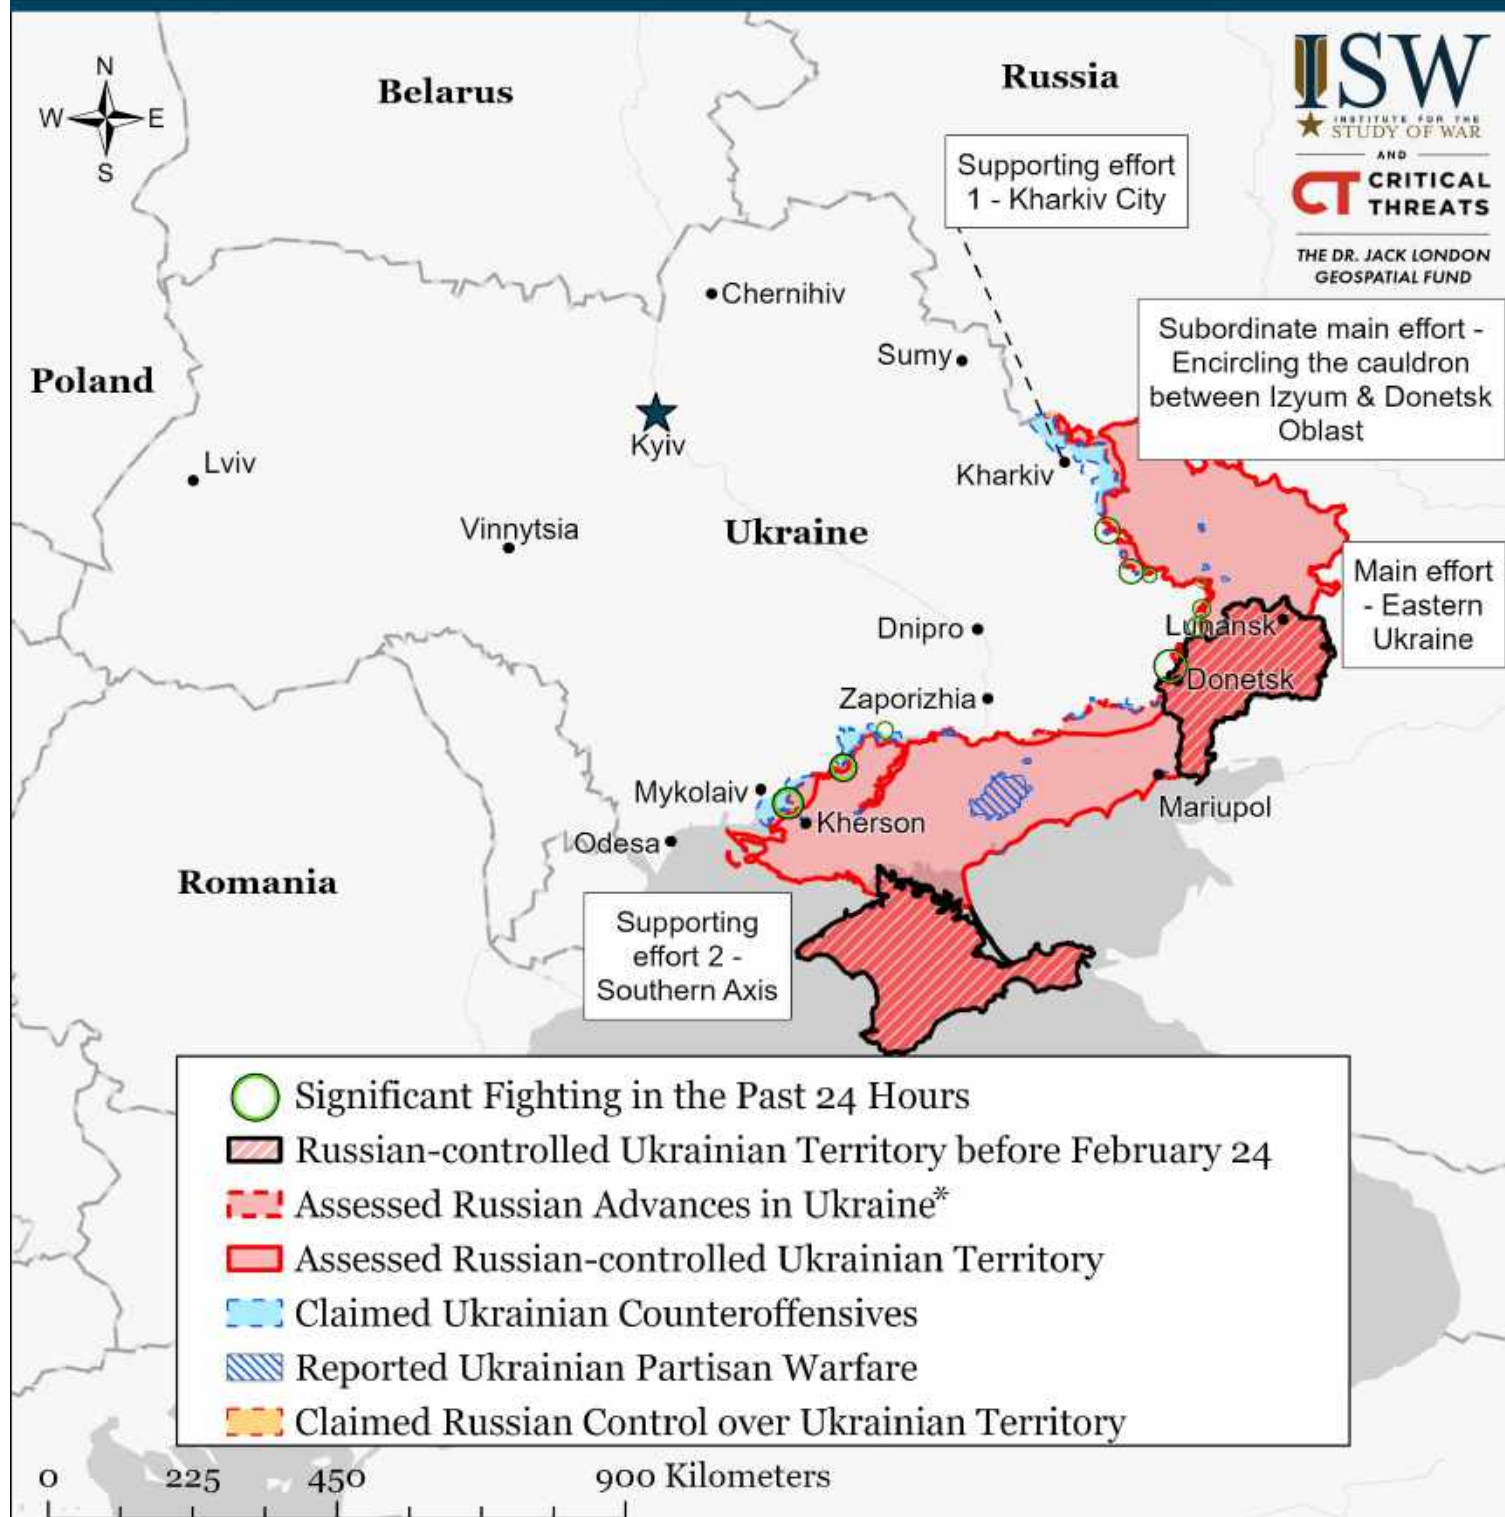 N
W
E
S
Belarus
Russia
ISW
INSTITUTE FOR THE
STUDY OF WAR
AND
CT CRITICAL
THREATS
THE DR. JACK LONDON
GEOSPATIAL FUND
Supporting effort
1 - Kharkiv City
Chernihiv
Subordinate main effort -
Encircling the cauldron
between Izyum & Donetsk
Oblast
Sumy
Poland
Kyiv
Lviv
Kharkiv
Vinnytsia
Ukraine
Main effort
- Eastern
Ukraine
Dnipro
Luhansk
Donetsk
Zaporizhia
Mykolaiv
Mariupol
Kherson
Odesa
Romania
Supporting
effort 2 -
Southern Axis
Significant Fighting in the Past 24 Hours
Russian-controlled Ukrainian Territory before February 24
Assessed Russian Advances in Ukraine*
Assessed Russian-controlled Ukrainian Territory
Claimed Ukrainian Counteroffensives
Reported Ukrainian Partisan Warfare
Claimed Russian Control over Ukrainian Territory
0 225 450 900 Kilometers